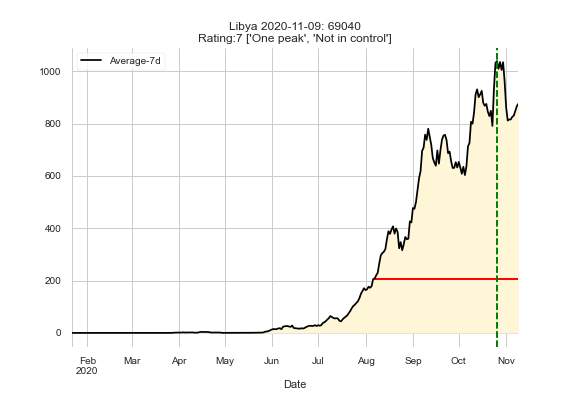 Libya 2020-11-09: 69040
Rating:7 ['One peak', 'Not in control']
Average-7d
1000
800
600
400
200
0
Feb Mar Apr May Jun Jul Aug Sep Oct Nov
2020
Date